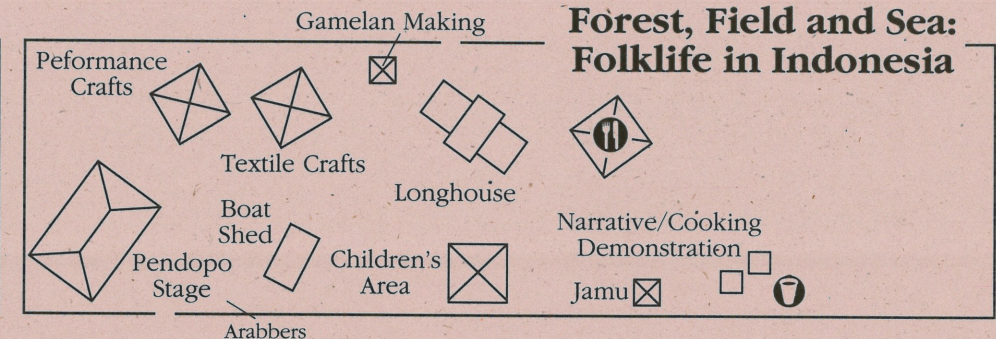 Forest, Field and Sea:
Folklife in Indonesia
Gamelan Making
Peformance
Crafts
Textile Crafts
Longhouse
Boat
Shed
Pendopo
Stage
Children's
Area
Narrative/Cooking
Demonstration
Jamu
Arabbers